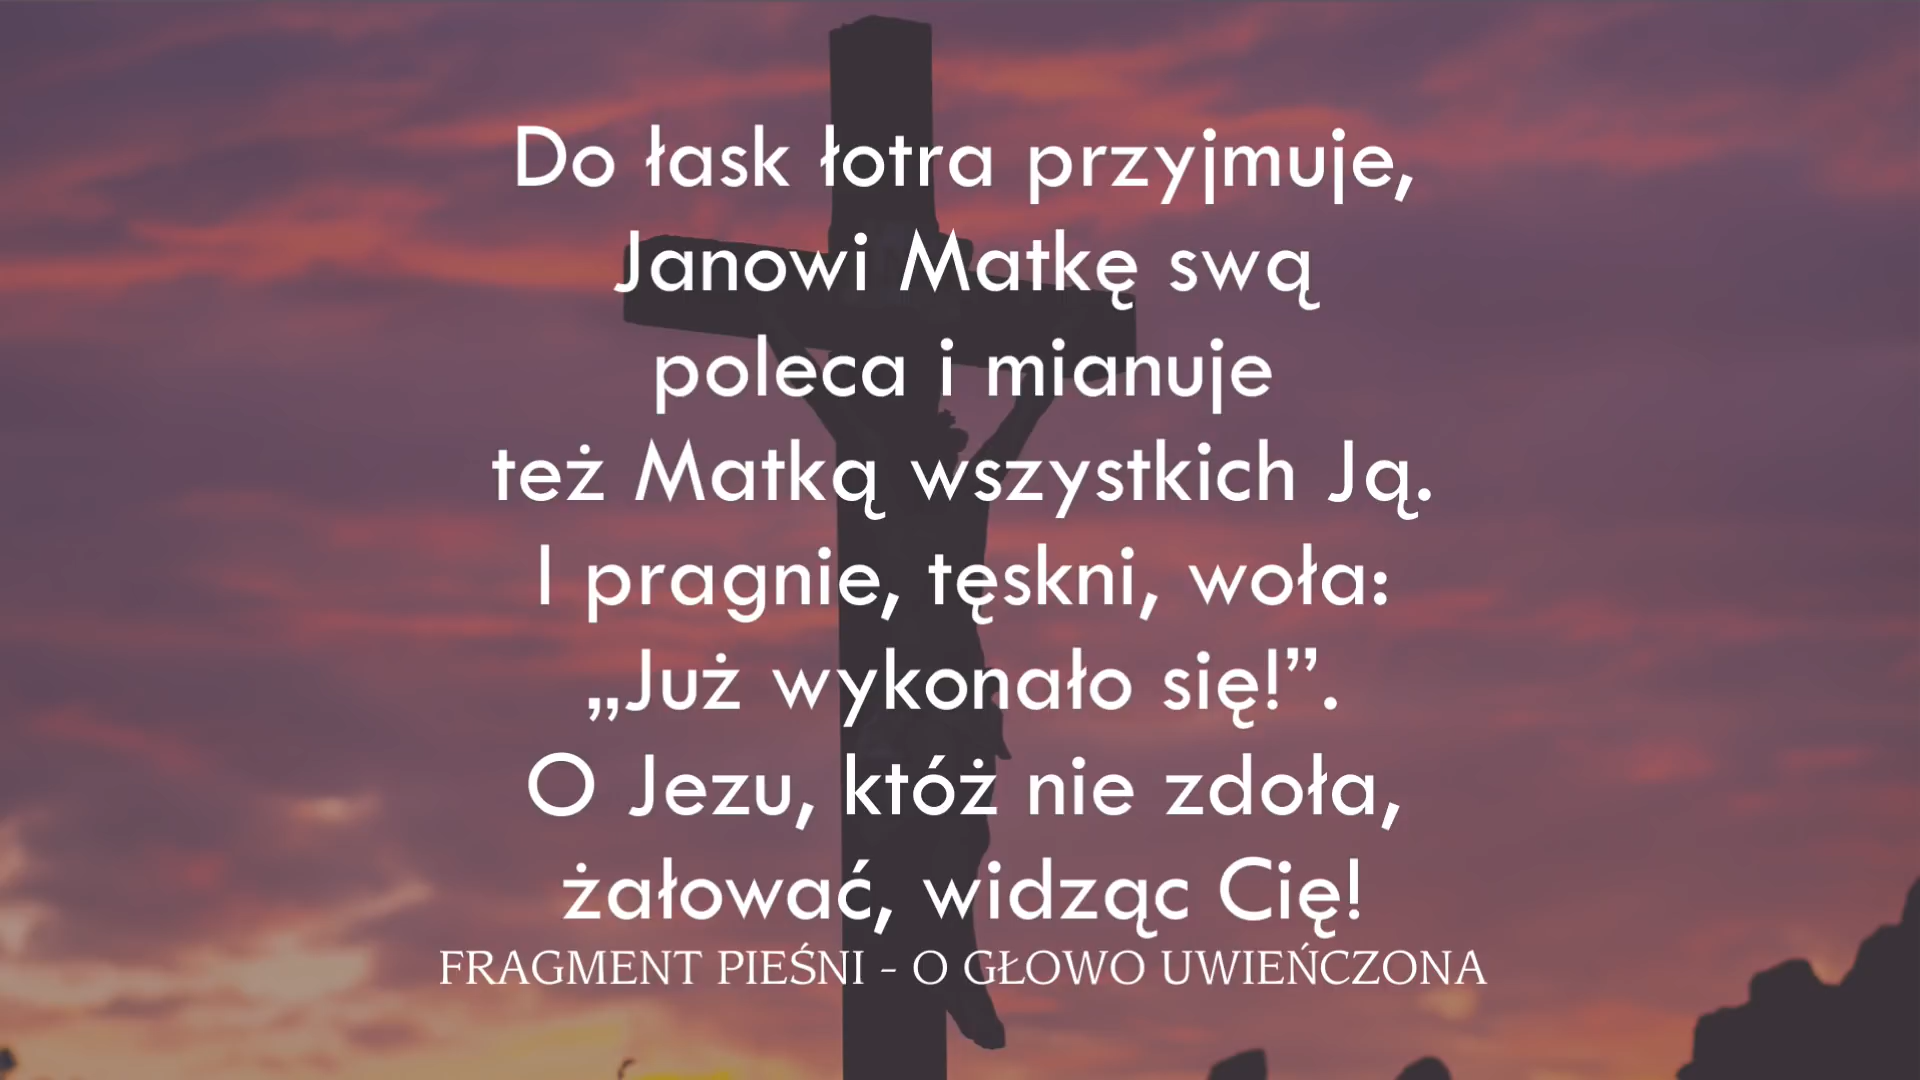 Do łask łotra przyjmuje,
Janowi Matkę swą
poleca i mianuje
też Matką wszystkich Ją.
I pragnie, tęskni, woła:
„Już wykonało się!”.
O Jezu, któż nie zdoła,
żałować, widząc Cię!
FRAGMENT PIEŚNI - O GŁOWO UWIEŃCZONA